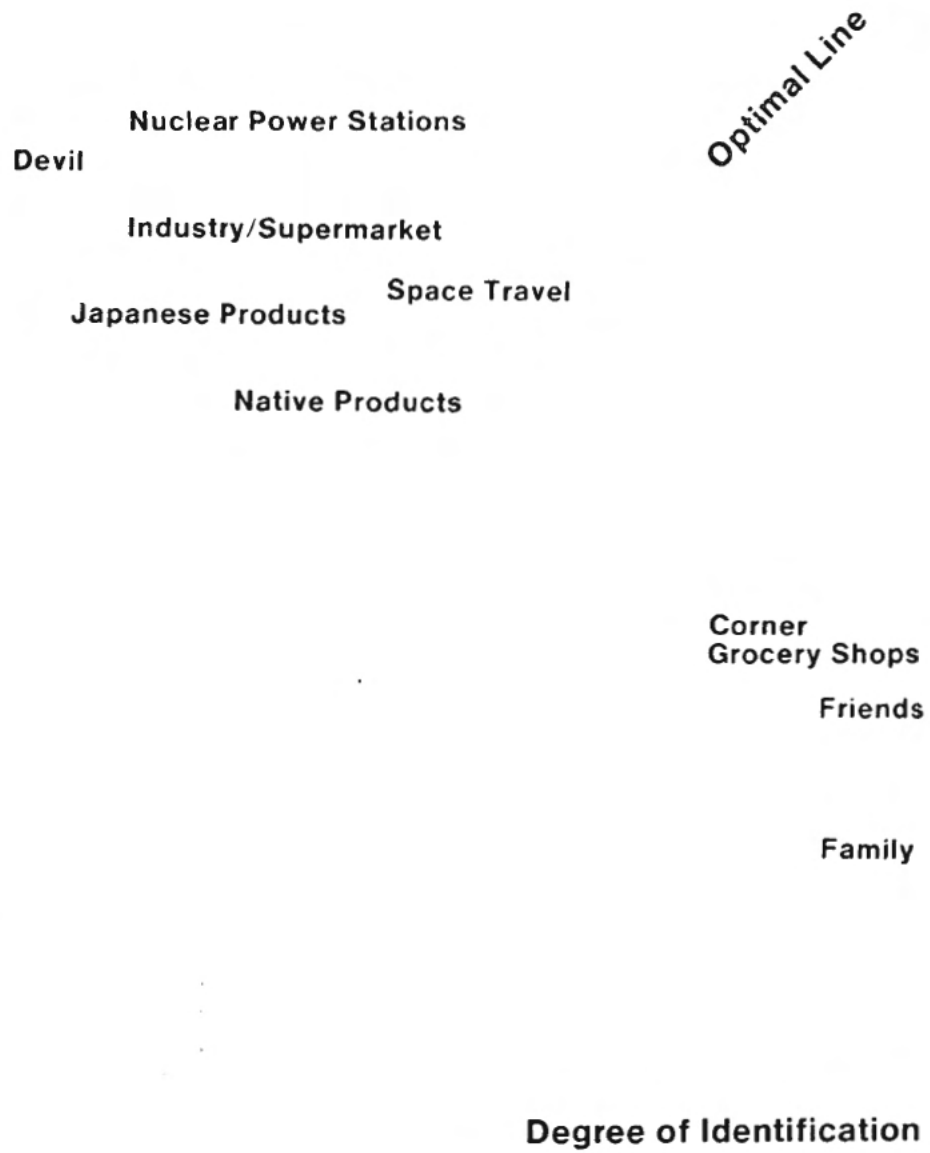 Optimal Line
Nuclear Power Stations
Devil
Industry/Supermarket
Space Travel
Japanese Products
Native Products
Corner
Grocery Shops
Friends
Family
Degree of Identification